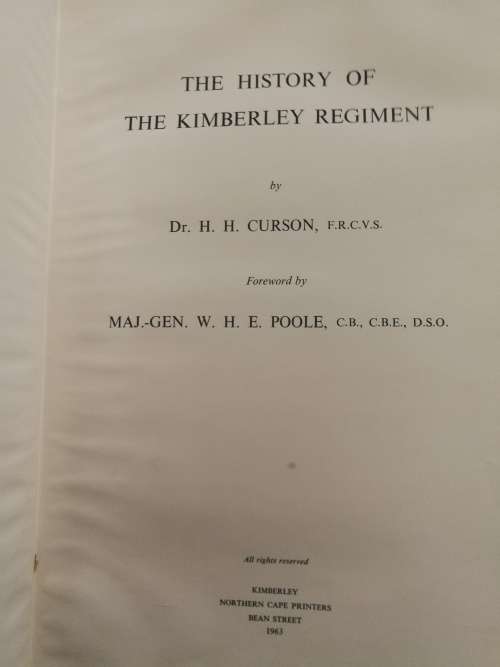 THE HISTORY OF
THE KIMBERLEY REGIMENT
by
Dr. H. H. CURSON, F.R.C.V.S.
Foreword by
MAJ.-GEN. W. H. E. POOLE, C.B., C.B.E., D.S.O.
All rights reserved
KIMBERLEY
NORTHERN CAPE PRINTERS
BEAN STREET
1963